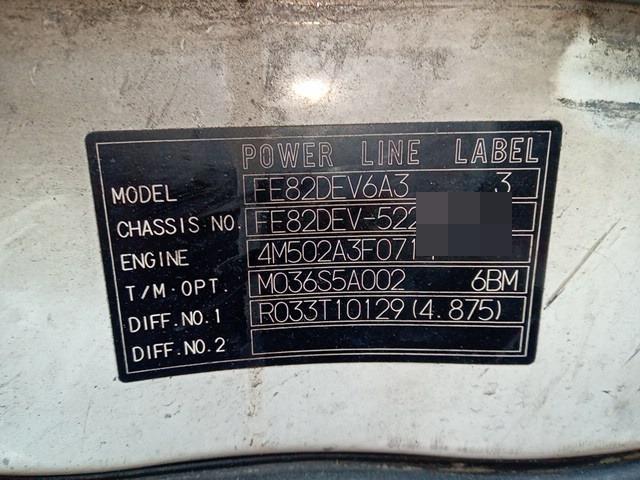 POWER LINE LABEL
MODEL FE82DEV6A3 3
CHASSIS NO. FE82DEV-522
ENGINE 4M502A3F071
T/M.OPT. M036S5A002 6BM
DIFF.NO.1 R033T10129(4.875)
DIFF.NO.2